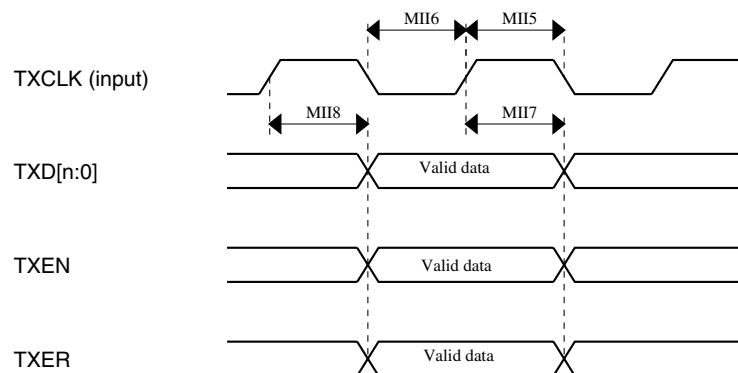 MII6 MII5
TXCLK (input)
MII8 MII7
TXD[n:0] Valid data
TXEN Valid data
TXER Valid data